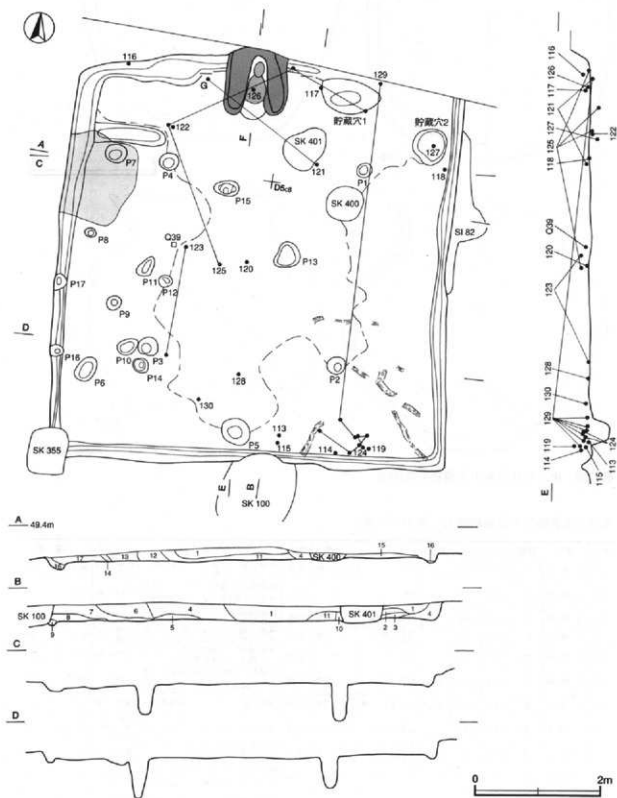 116
G
126
117
129
貯蔵穴1
貯蔵穴2
122
F
SK 401
127
A
C
P7
P4
121
P1
118
P15
D5c8
SK 400
SI 82
P8
Q39
123
P13
P11
125
120
P17
P12
P9
D
P16
P10
P3
P2
P6
P14
128
130
P5
113
115
114
124
119
SK 355
E
B
SK 100
116
126
117
121
127
125
118
122
Q39
120
123
128
130
129
119
114
124
113
115
E
A 49.4m
17
13
12
1
11
4
SK 400
15
16
14
B
SK 100
7
6
4
1
11
SK 401
1
4
8
9
5
10
2
3
C
D
0 2m